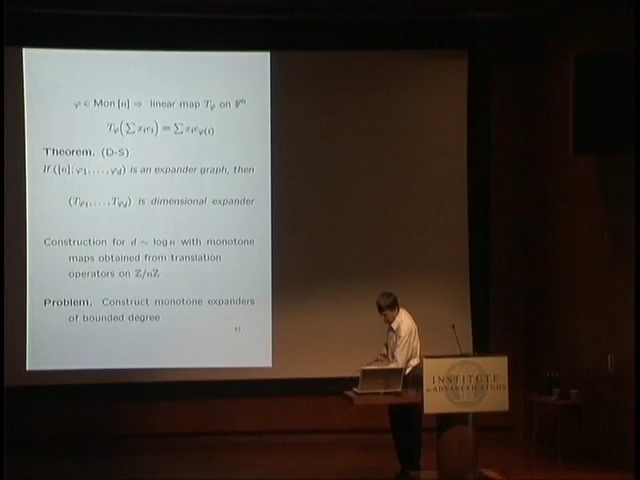 φ ∈ Mon [n] ⇒ linear map T_φ on 𝔽ⁿ
T_φ(∑ x_i e_i) = ∑ x_i e_φ(i)
Theorem. (D-S)
If ([n]; φ₁, . . . , φ_d) is an expander graph, then
(T_φ₁, . . . , T_φd) is dimensional expander
Construction for d ∼ log n with monotone
maps obtained from translation
operators on ℤ/nℤ
Problem. Construct monotone expanders
of bounded degree
INSTITUTE
ADVANCED STUDY